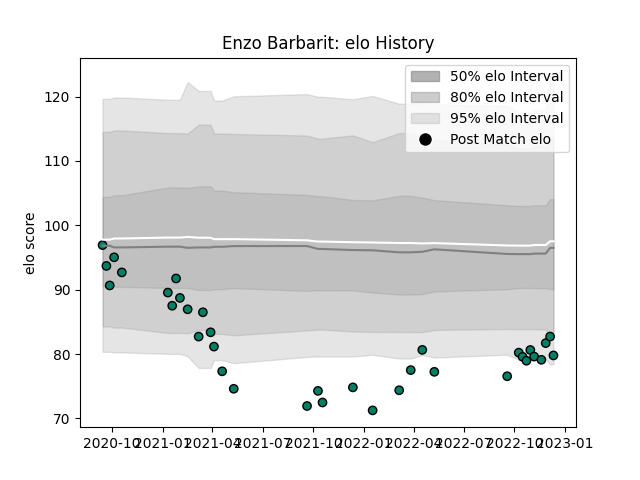 Enzo Barbarit: elo History
50% elo Interval
80% elo Interval
95% elo Interval
Post Match elo
elo score
120
110
100
90
80
70
2020-10 2021-01 2021-04 2021-07 2021-10 2022-01 2022-04 2022-07 2022-10 2023-01